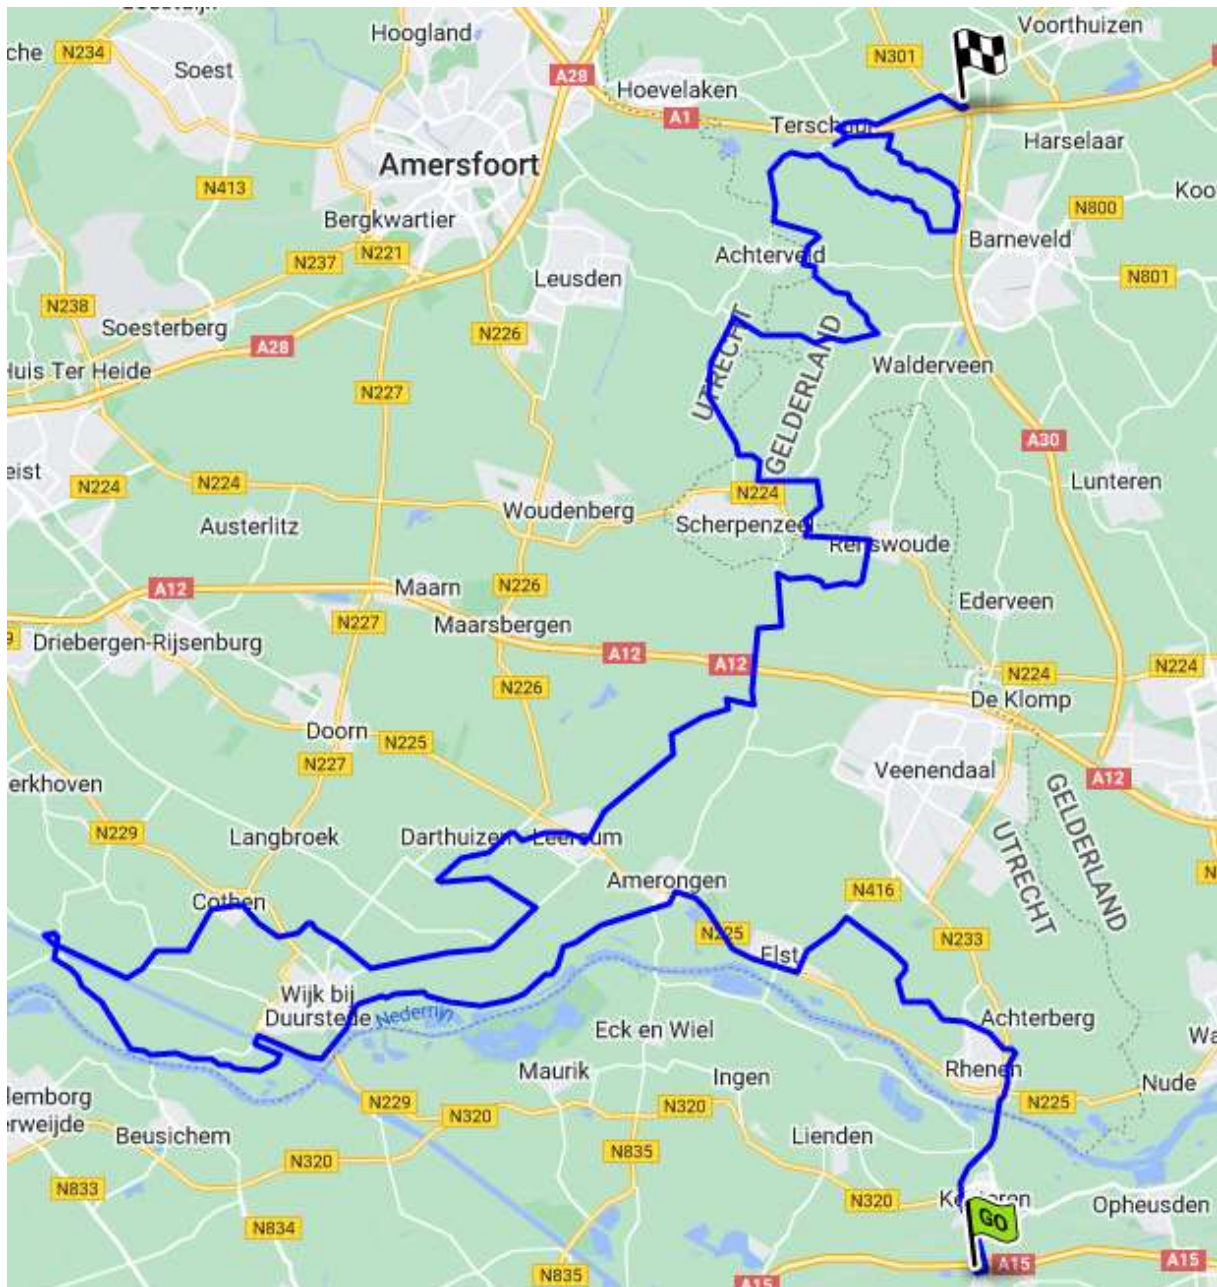 Hoogland
Voorthuizen
N234
N301
Soest
A28
Hoevelaken
A1
Terschuur
Harselaar
Amersfoort
N413
N800
Bergkwartier
N221
Barneveld
N237
Achterveld
N801
Leusden
N238
Soesterberg
N226
A28
UTRECHT
GELDERLAND
Huis Ter Heide
Walderveen
N227
A30
N224
N224
N224
Lunteren
Woudenberg
Scherpenzeel
Austerlitz
Renswoude
A12
Maarn
N226
Ederveen
N227
Maarsbergen
Driebergen-Rijsenburg
A12
A12
N224
N224
N226
De Klomp
Doorn
N225
N227
Veenendaal
A12
GELDERLAND
UTRECHT
N229
Langbroek
Darthuizen
Leersum
Amerongen
N416
Cothen
N225
N233
Elst
Wijk bij
Duurstede
Nederrijn
Eck en Wiel
Achterberg
Rhenen
Maurik
Ingen
Nude
N229
N320
N320
N225
Beusichem
Lienden
N320
N835
N833
N320
Kesteren
Opheusden
N834
GO
A15
A15
N835
A15